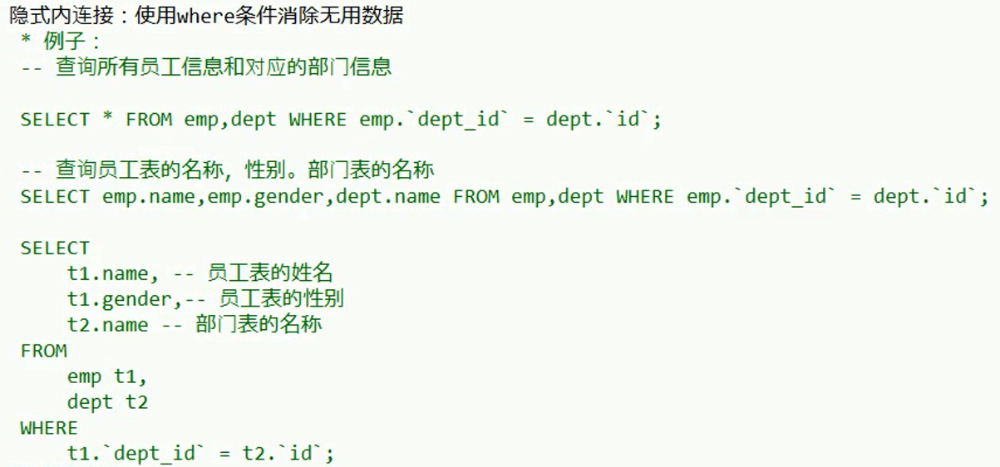 隐式内连接：使用where条件消除无用数据
* 例子：
-- 查询所有员工信息和对应的部门信息
SELECT * FROM emp,dept WHERE emp.`dept_id` = dept.`id`;
-- 查询员工表的名称，性别。部门表的名称
SELECT emp.name,emp.gender,dept.name FROM emp,dept WHERE emp.`dept_id` = dept.`id`;
SELECT
t1.name, -- 员工表的姓名
t1.gender,-- 员工表的性别
t2.name -- 部门表的名称
FROM
emp t1,
dept t2
WHERE
t1.`dept_id` = t2.`id`;